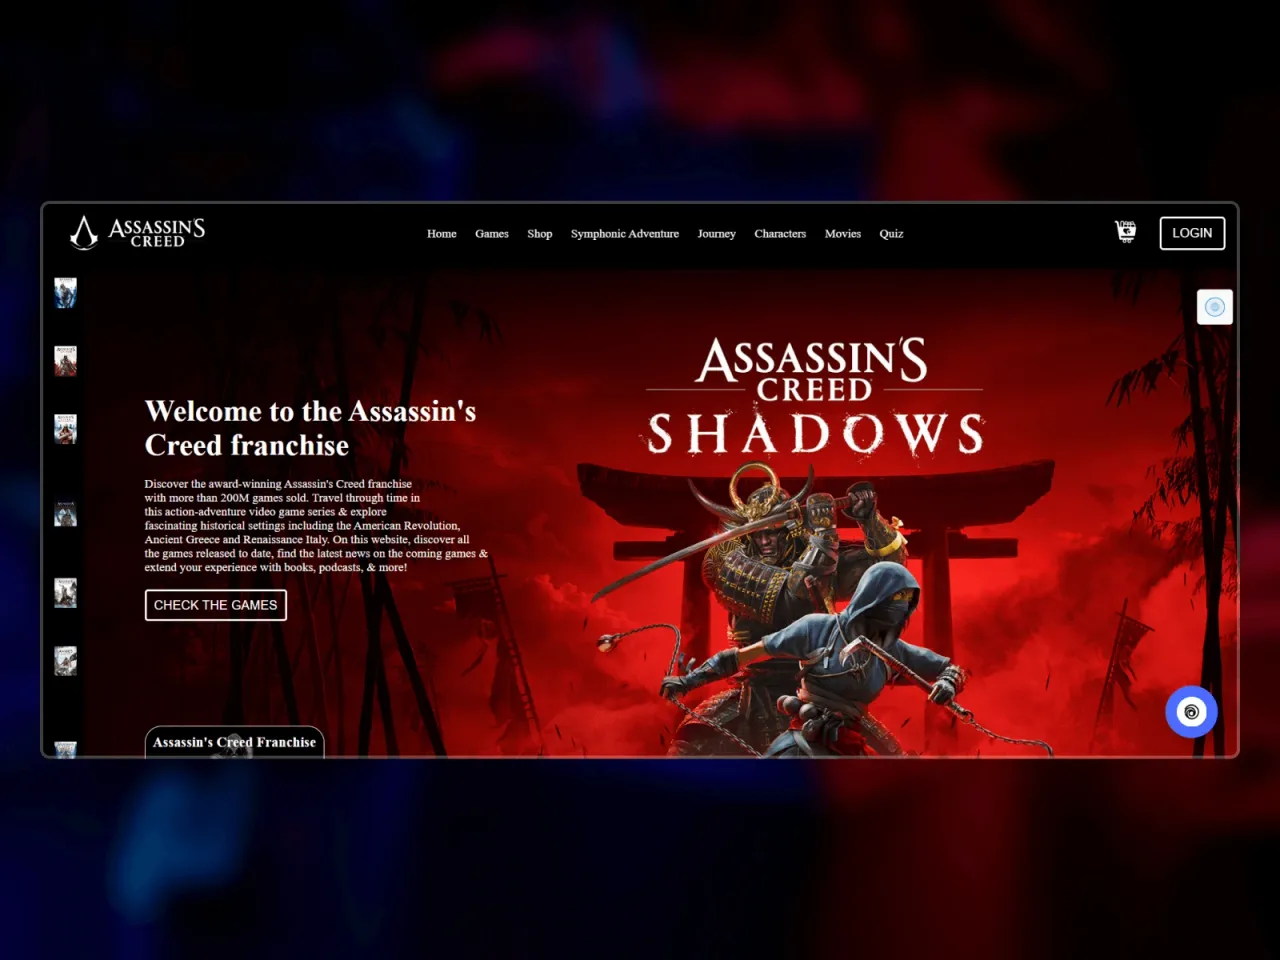 ASSASSIN'S
CREED
Home Games Shop Symphonic Adventure Journey Characters Movies Quiz
LOGIN
ASSASSIN'S
CREED
SHADOWS
Welcome to the Assassin's
Creed franchise
Discover the award-winning Assassin's Creed franchise
with more than 200M games sold. Travel through time in
this action-adventure video game series & explore
fascinating historical settings including the American Revolution,
Ancient Greece and Renaissance Italy. On this website, discover all
the games released to date, find the latest news on the coming games &
extend your experience with books, podcasts, & more!
CHECK THE GAMES
Assassin's Creed Franchise